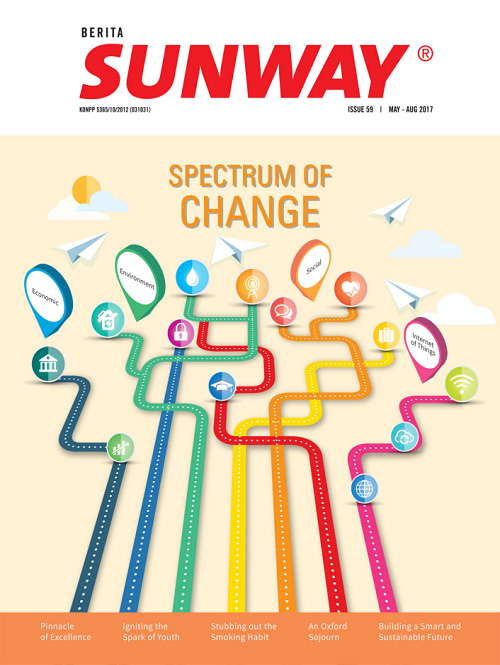 BERITA
SUNWAY®
KDNPP 5365/10/2012 (031031)
ISSUE 59 | MAY - AUG 2017
SPECTRUM OF
CHANGE
Economic
Environment
Social
Internet
of Things
Pinnacle
of Excellence
Igniting the
Spark of Youth
Stubbing out the
Smoking Habit
An Oxford
Sojourn
Building a Smart and
Sustainable Future